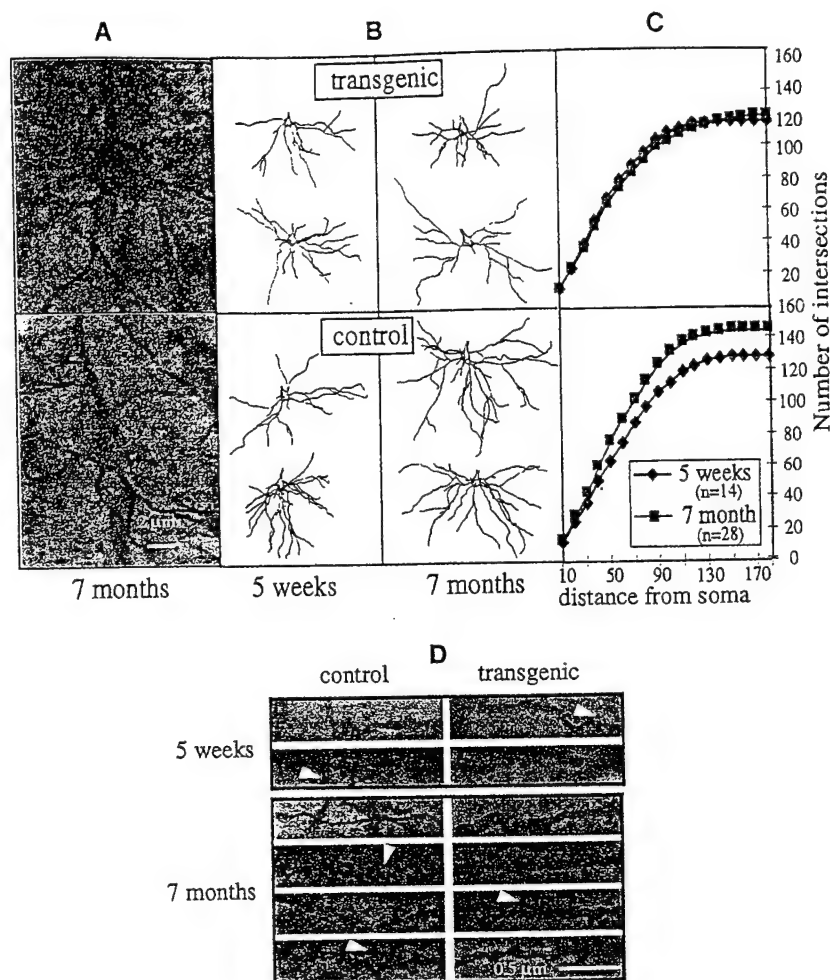 A
B
C
transgenic
160
140
120
100
80
60
40
20
160
control
140
120
100
80
60
40
20
0
Number of intersections
5 weeks
(n=14)
7 month
(n=28)
10 50 90 130 170
distance from soma
7 months
5 weeks
7 months
D
control
transgenic
5 weeks
7 months
0.5 µm